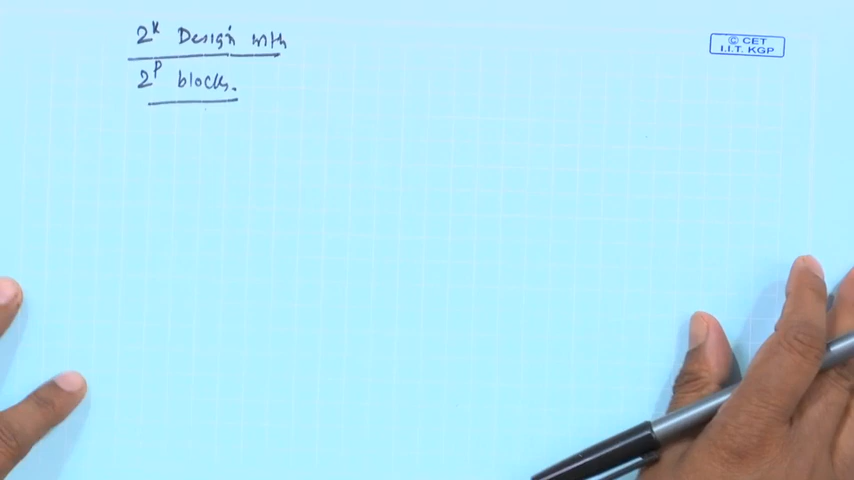 2^k Design with
2^p blocks.
© CET
I.I.T. KGP